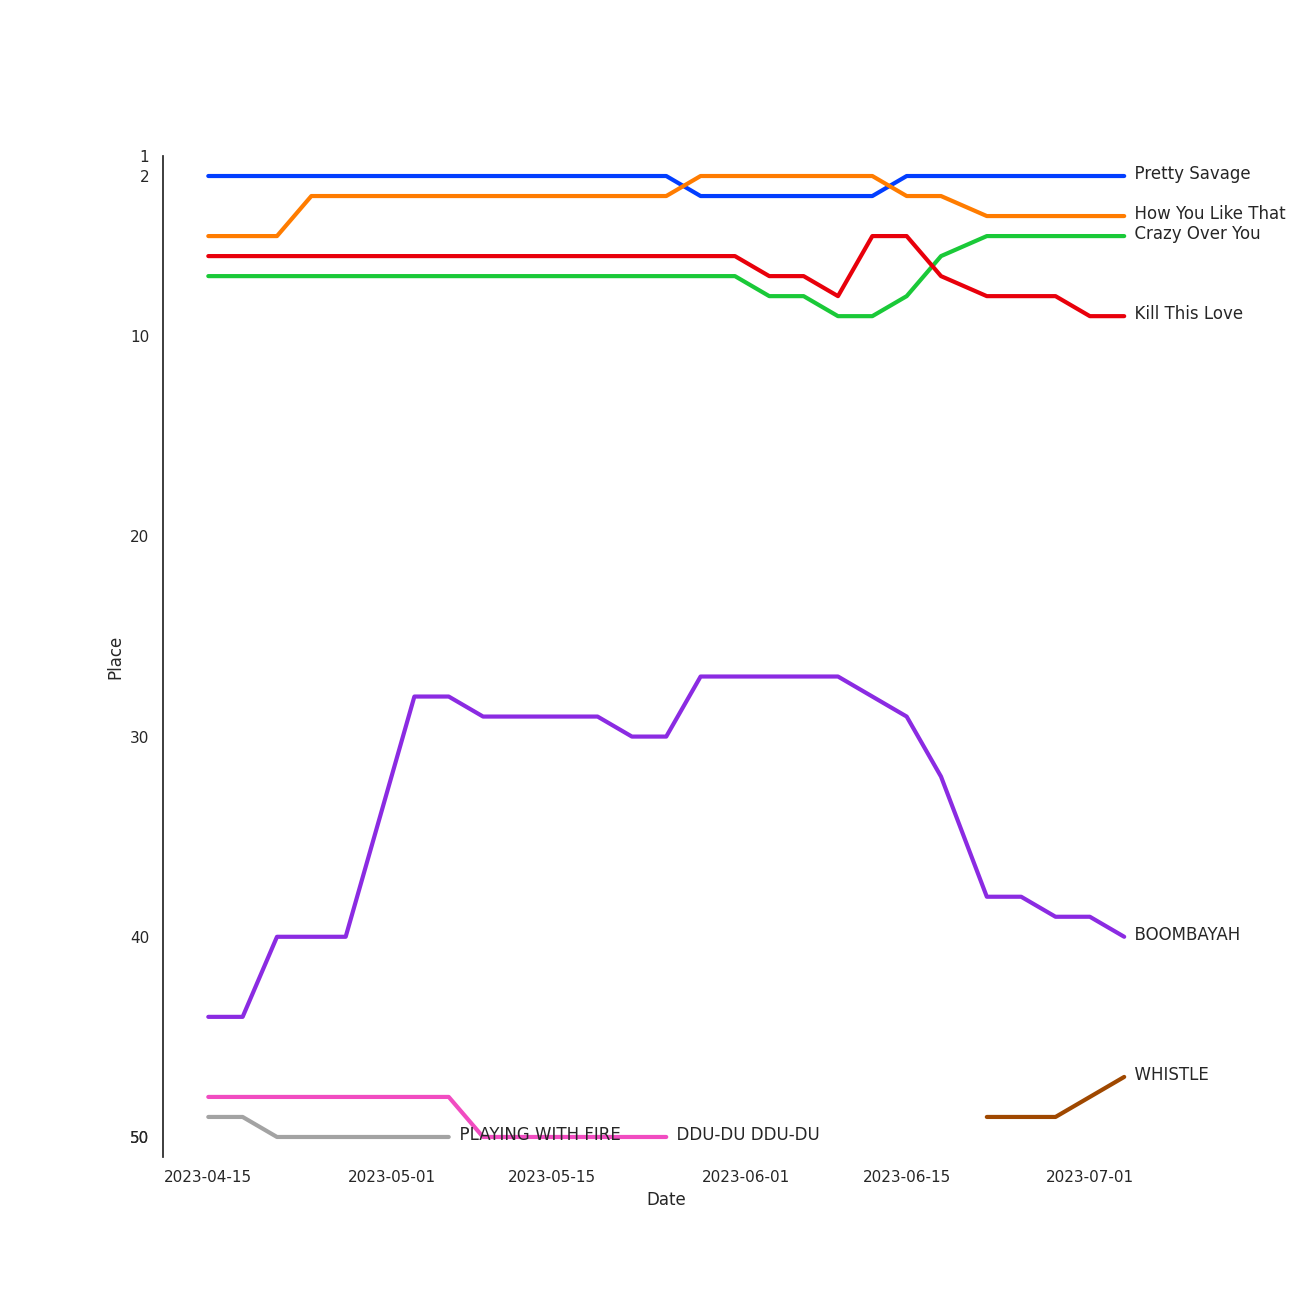 1
2
10
20
30
40
50
Place
Pretty Savage
How You Like That
Crazy Over You
Kill This Love
BOOMBAYAH
WHISTLE
PLAYING WITH FIRE
DDU-DU DDU-DU
2023-04-15
2023-05-01
2023-05-15
2023-06-01
2023-06-15
2023-07-01
Date